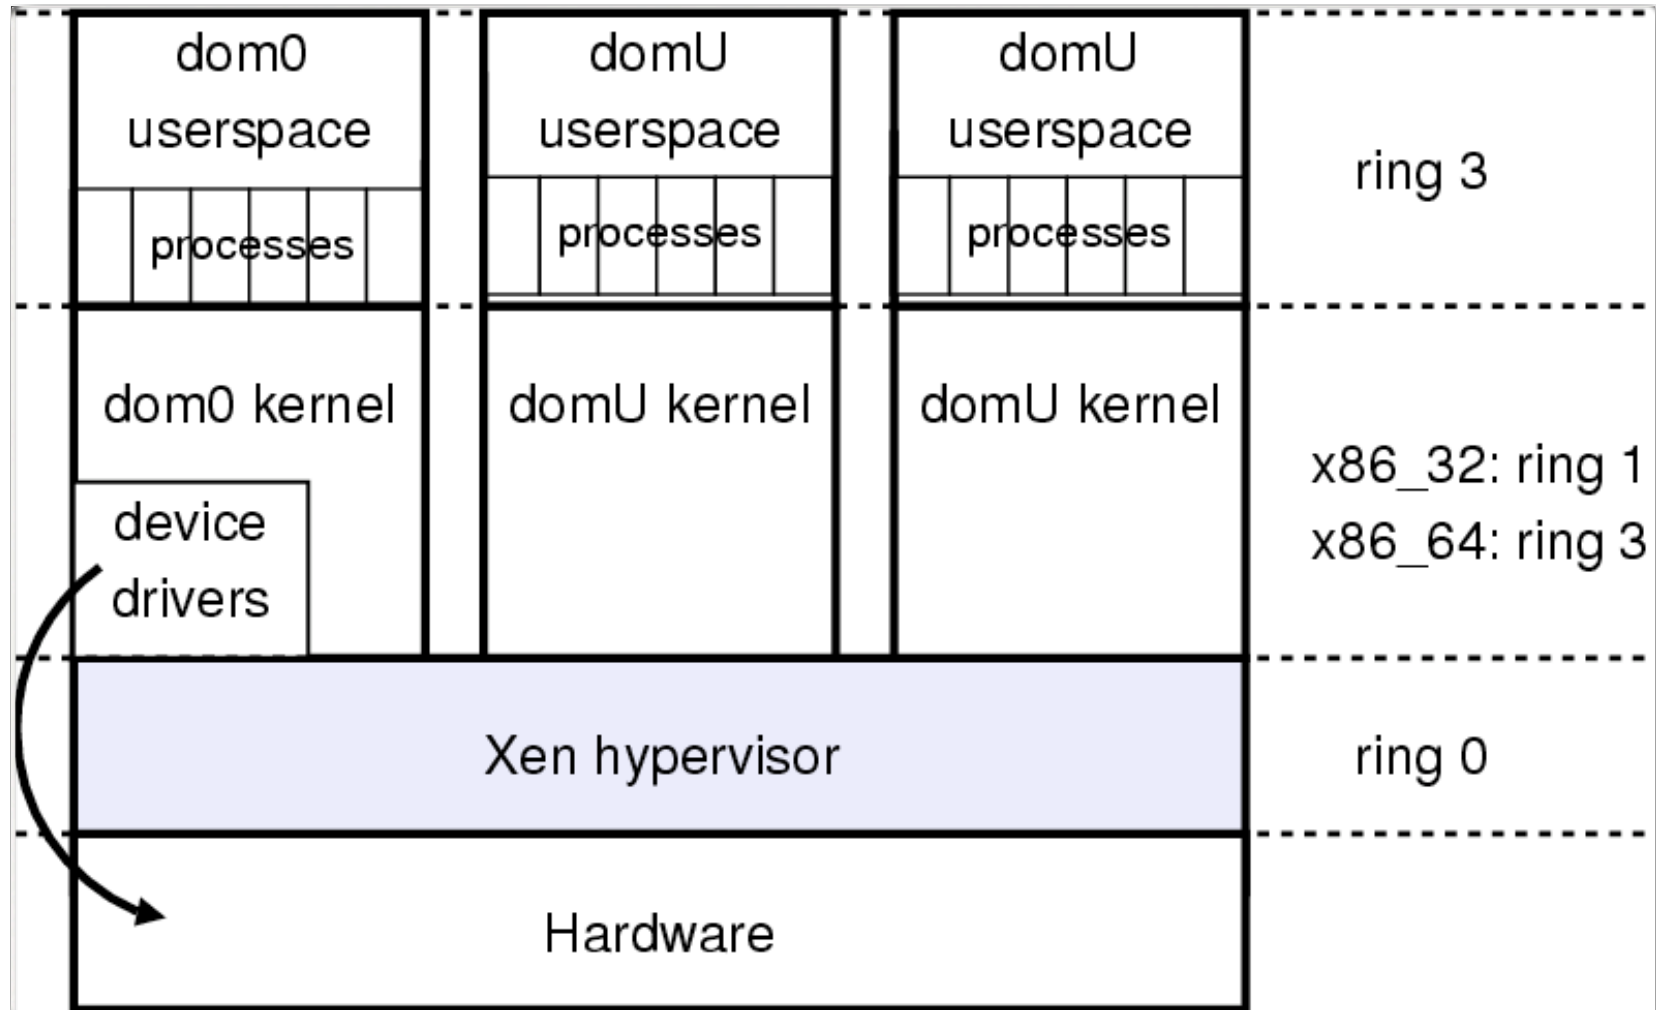 dom0
userspace
processes
domU
userspace
processes
domU
userspace
processes
ring 3
dom0 kernel
device
drivers
domU kernel
domU kernel
x86_32: ring 1
x86_64: ring 3
Xen hypervisor
ring 0
Hardware